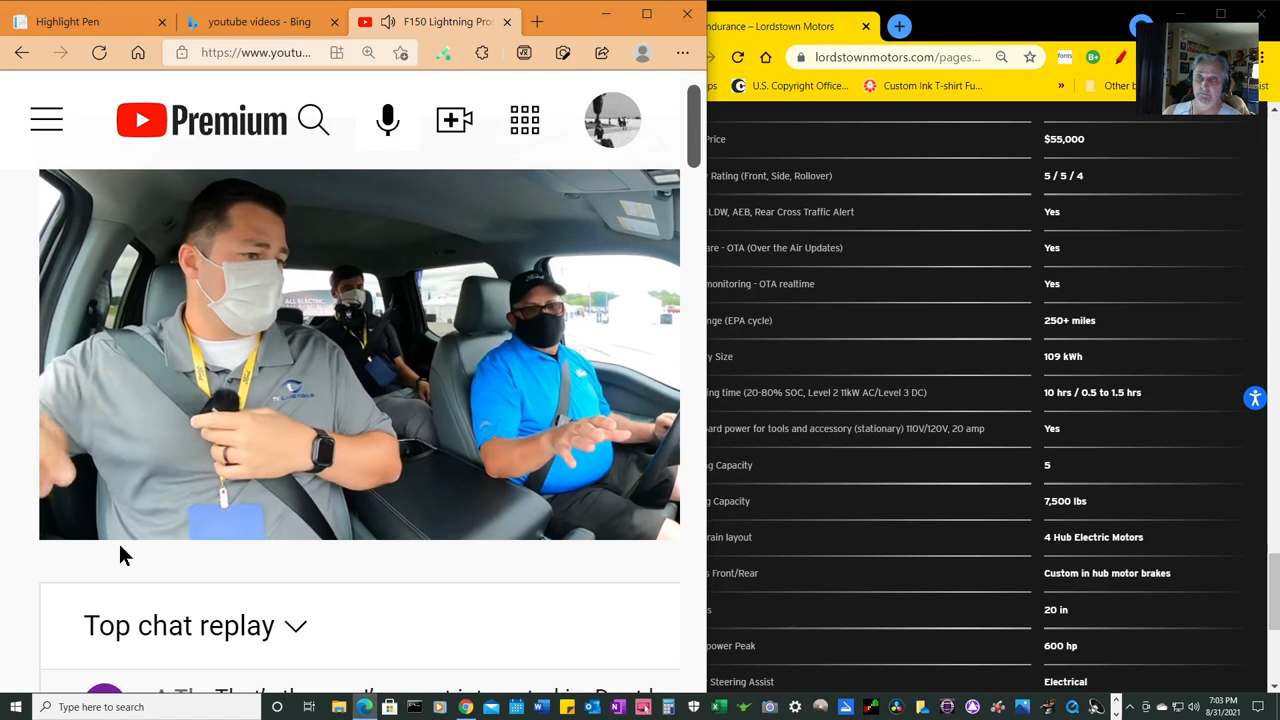 Highlight Pen
youtube videos - Bing
F150 Lightning Pro
https://www.youtu...
Premium
ALL ELECTRIC
Top chat replay
ndurance – Lordstown Motors
lordstownmotors.com/pages...
U.S. Copyright Office...
Custom Ink T-shirt Fu...
»
Other b
Price
$55,000
Rating (Front, Side, Rollover)
5 / 5 / 4
LDW, AEB, Rear Cross Traffic Alert
Yes
are - OTA (Over the Air Updates)
Yes
monitoring - OTA realtime
Yes
nge (EPA cycle)
250+ miles
y Size
109 kWh
ing time (20-80% SOC, Level 2 11kW AC/Level 3 DC)
10 hrs / 0.5 to 1.5 hrs
ard power for tools and accessory (stationary) 110V/120V, 20 amp
Yes
g Capacity
5
g Capacity
7,500 lbs
rain layout
4 Hub Electric Motors
s Front/Rear
Custom in hub motor brakes
s
20 in
power Peak
600 hp
Steering Assist
Electrical
Type here to search
7:03 PM
8/31/2021